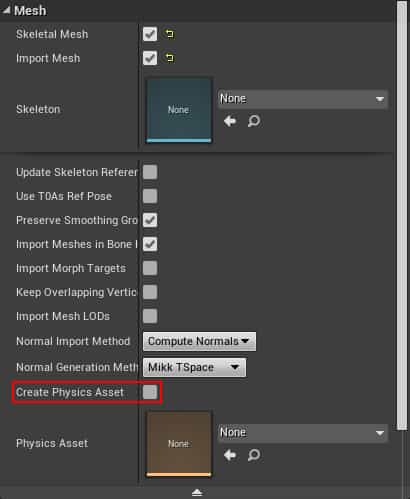 Mesh
Skeletal Mesh
Import Mesh
Skeleton
None
None
Update Skeleton Referer
Use T0As Ref Pose
Preserve Smoothing Gro
Import Meshes in Bone
Import Morph Targets
Keep Overlapping Vertice
Import Mesh LODs
Normal Import Method
Compute Normals
Normal Generation Meth
Mikk TSpace
Create Physics Asset
Physics Asset
None
None